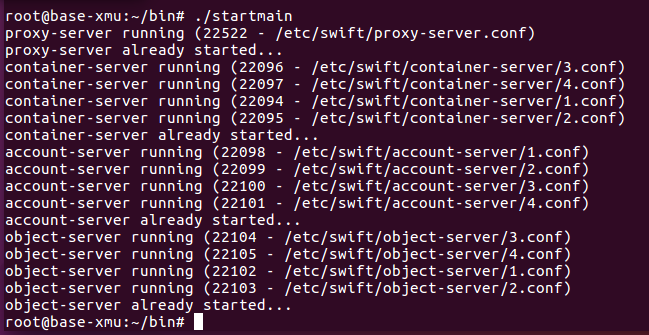 root@base-xmu:~/bin# ./startmain
proxy-server running (22522 - /etc/swift/proxy-server.conf)
proxy-server already started...
container-server running (22096 - /etc/swift/container-server/3.conf)
container-server running (22097 - /etc/swift/container-server/4.conf)
container-server running (22094 - /etc/swift/container-server/1.conf)
container-server running (22095 - /etc/swift/container-server/2.conf)
container-server already started...
account-server running (22098 - /etc/swift/account-server/1.conf)
account-server running (22099 - /etc/swift/account-server/2.conf)
account-server running (22100 - /etc/swift/account-server/3.conf)
account-server running (22101 - /etc/swift/account-server/4.conf)
account-server already started...
object-server running (22104 - /etc/swift/object-server/3.conf)
object-server running (22105 - /etc/swift/object-server/4.conf)
object-server running (22102 - /etc/swift/object-server/1.conf)
object-server running (22103 - /etc/swift/object-server/2.conf)
object-server already started...
root@base-xmu:~/bin#